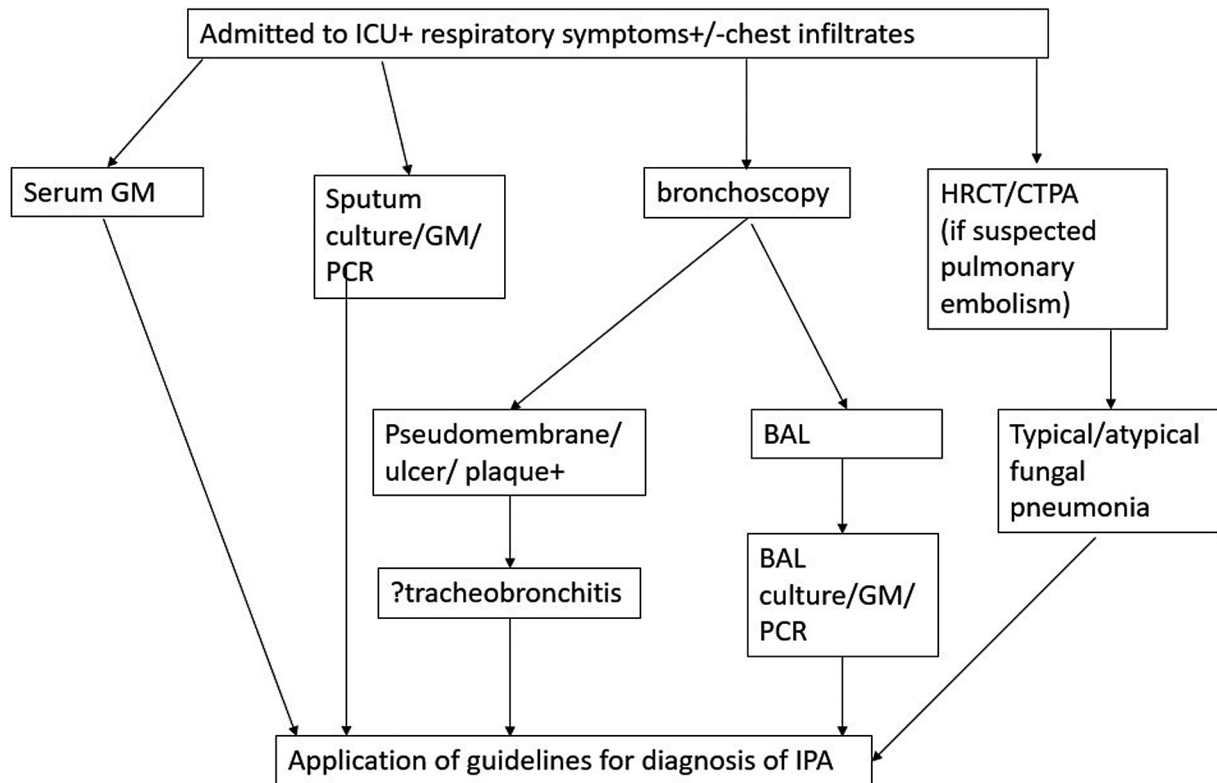 Admitted to ICU+ respiratory symptoms+/-chest infiltrates
Serum GM
Sputum
culture/GM/
PCR
bronchoscopy
HRCT/CTPA
(if suspected
pulmonary
embolism)
Pseudomembrane/
ulcer/ plaque+
BAL
Typical/atypical
fungal
pneumonia
?tracheobronchitis
BAL
culture/GM/
PCR
Application of guidelines for diagnosis of IPA